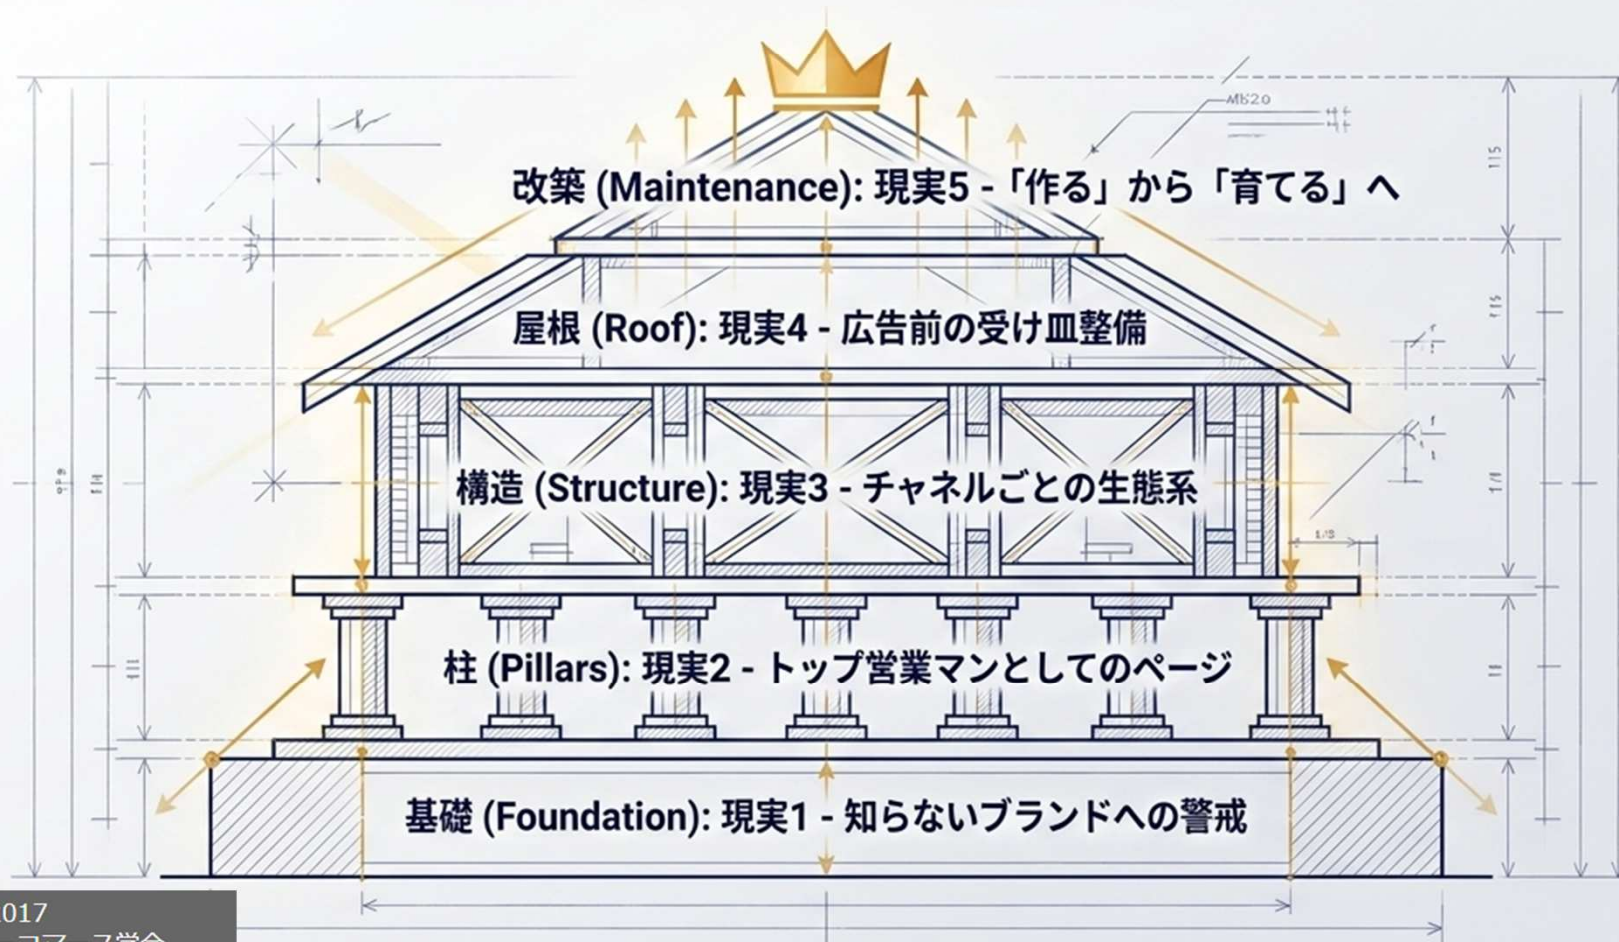 改築 (Maintenance): 現実5 -「作る」から「育てる」へ
屋根 (Roof): 現実4 - 広告前の受け皿整備
構造 (Structure): 現実3 - チャネルごとの生態系
柱 (Pillars): 現実2 - トップ営業マンとしてのページ
基礎 (Foundation): 現実1 - 知らないブランドへの警戒